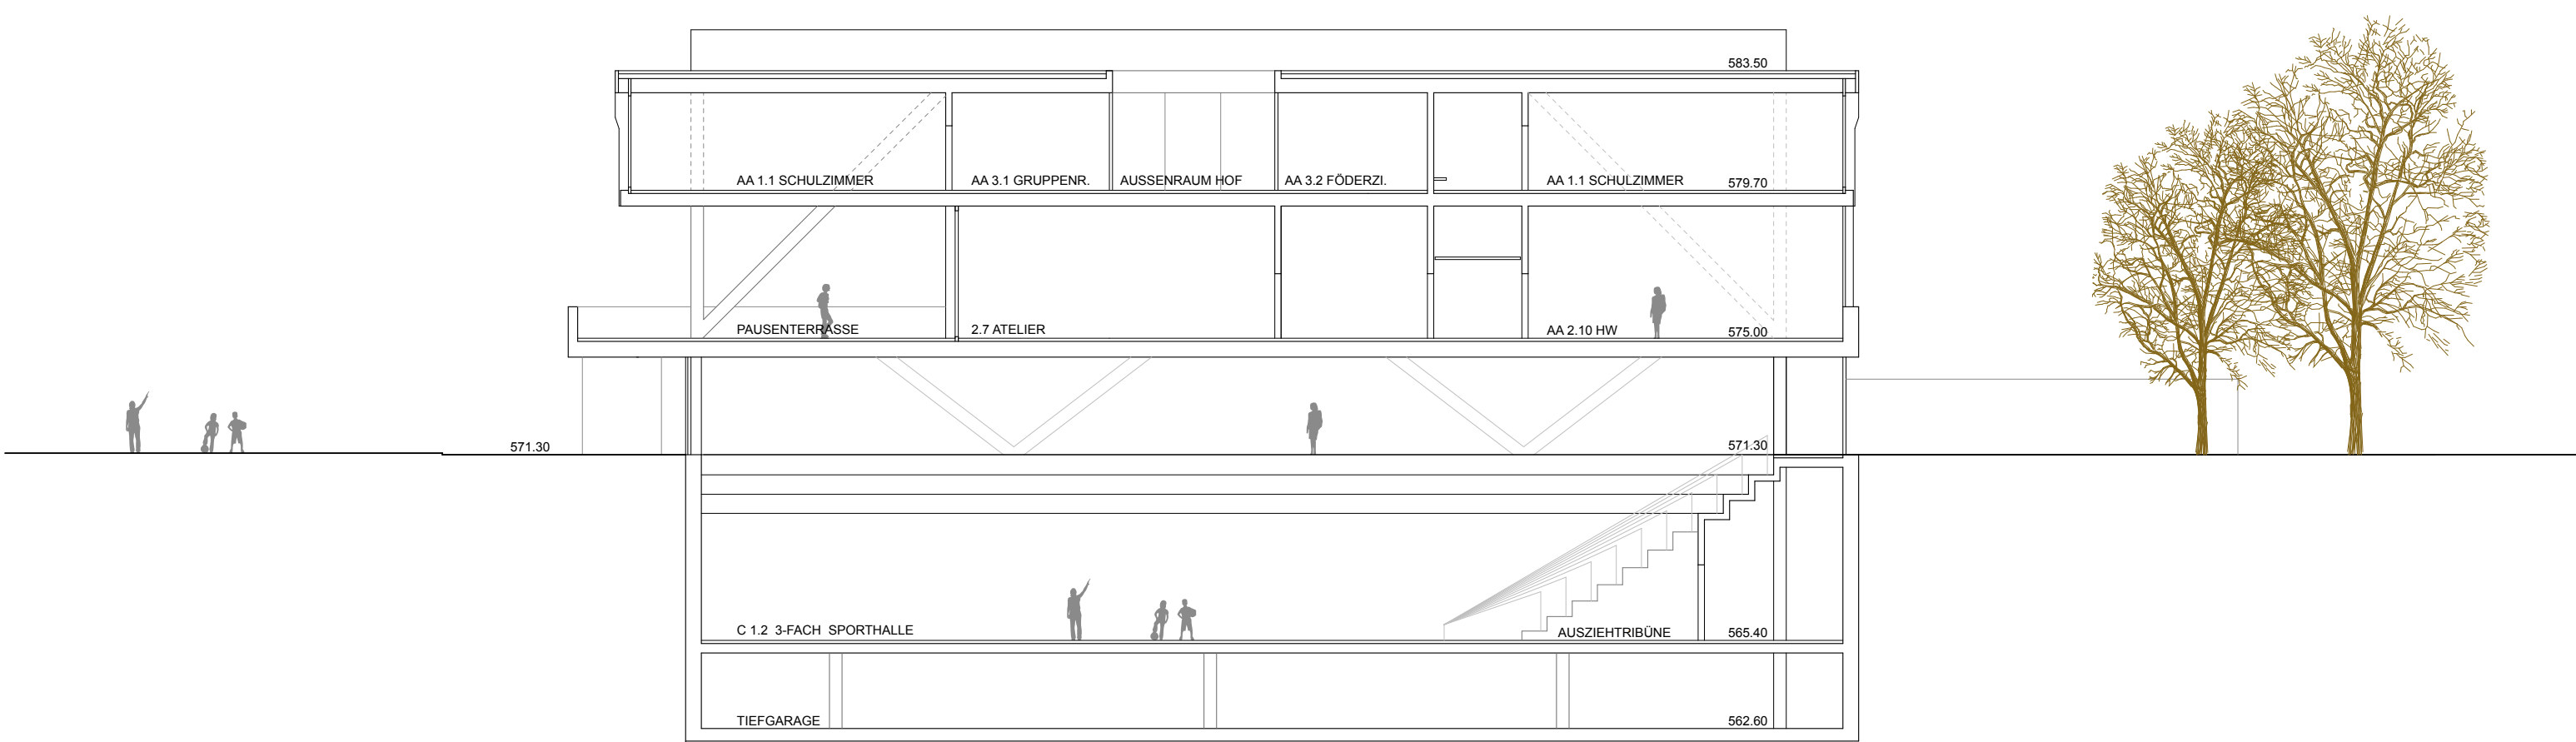 583.50
AA 1.1 SCHULZIMMER
AA 3.1 GRUPPENR.
AUSSENRAUM HOF
AA 3.2 FÖDERZI.
AA 1.1 SCHULZIMMER
579.70
PAUSENTERRASSE
2.7 ATELIER
AA 2.10 HW
575.00
571.30
571.30
C 1.2 3-FACH SPORTHALLE
AUSZIEHTRIBÜNE
565.40
TIEFGARAGE
562.60